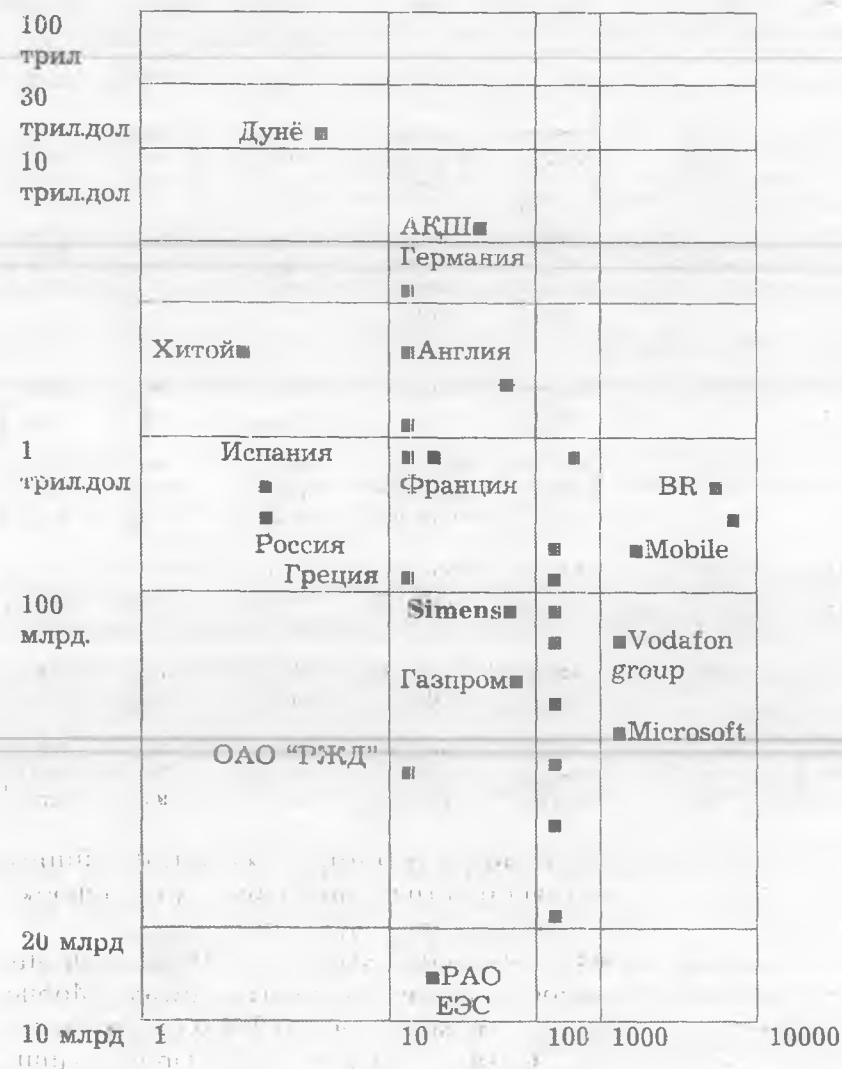 100
трил
30
трил.дол
Дунё
10
трил.дол
АҚШ
Германия
Хитой
Англия
1
трил.дол
Испания
Франция
BR
Россия
Mobile
Греция
100
млрд.
Simens
Vodafon
group
Газпром
Microsoft
ОАО “РЖД”
20 млрд
РАО
ЕЭС
10 млрд 1 10 100 1000 10000